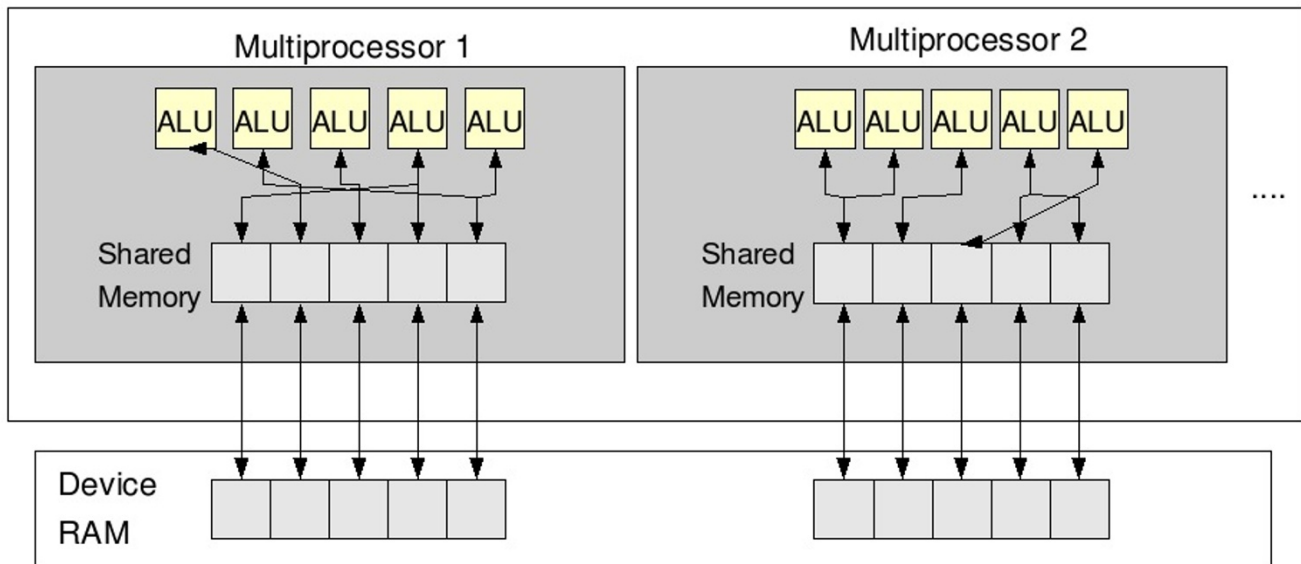 Multiprocessor 1
Multiprocessor 2
ALU ALU ALU ALU ALU
ALU ALU ALU ALU ALU
....
Shared
Memory
Shared
Memory
Device
RAM